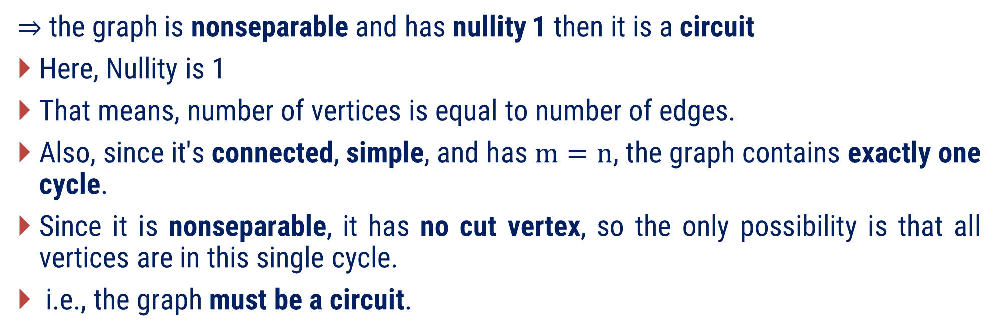 ⇒ the graph is nonseparable and has nullity 1 then it is a circuit
Here, Nullity is 1
That means, number of vertices is equal to number of edges.
Also, since it's connected, simple, and has m = n, the graph contains exactly one
cycle.
Since it is nonseparable, it has no cut vertex, so the only possibility is that all
vertices are in this single cycle.
i.e., the graph must be a circuit.